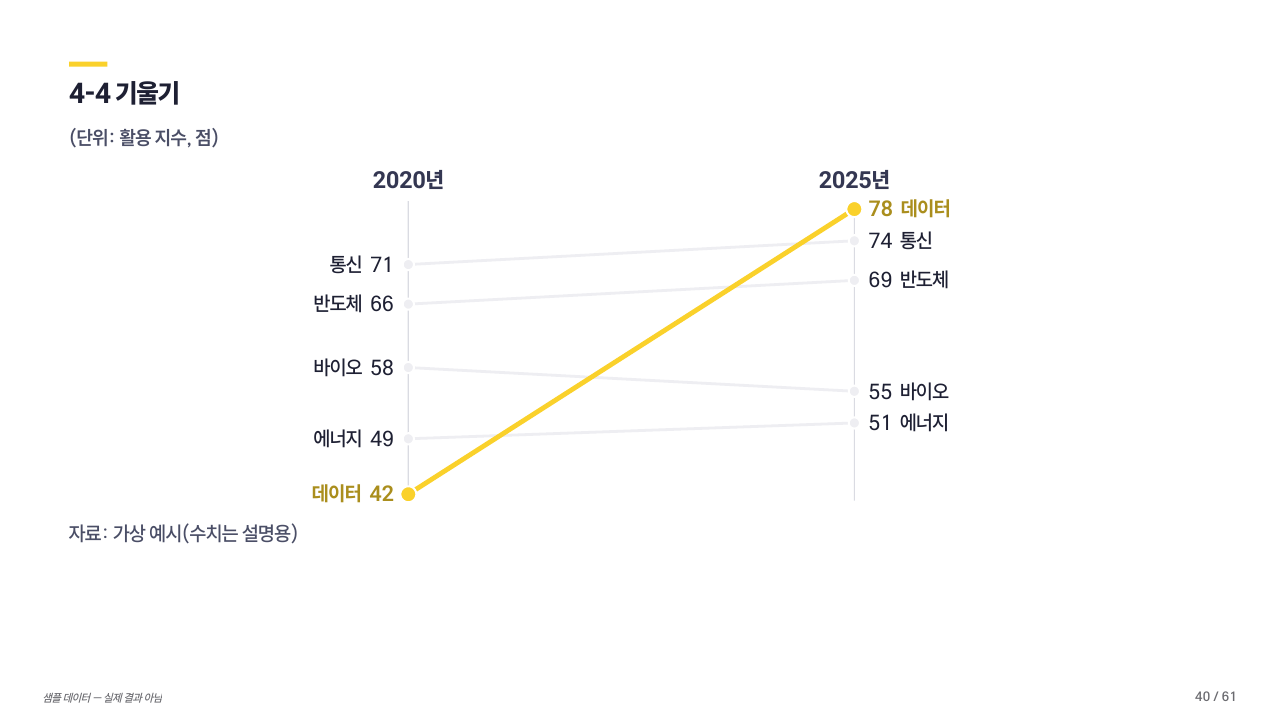 4-4 기울기
(단위: 활용 지수, 점)
2020년
2025년
78 데이터
74 통신
통신 71
69 반도체
반도체 66
바이오 58
55 바이오
51 에너지
에너지 49
데이터 42
자료: 가상 예시(수치는 설명용)
샘플 데이터 — 실제 결과 아님
40 / 61